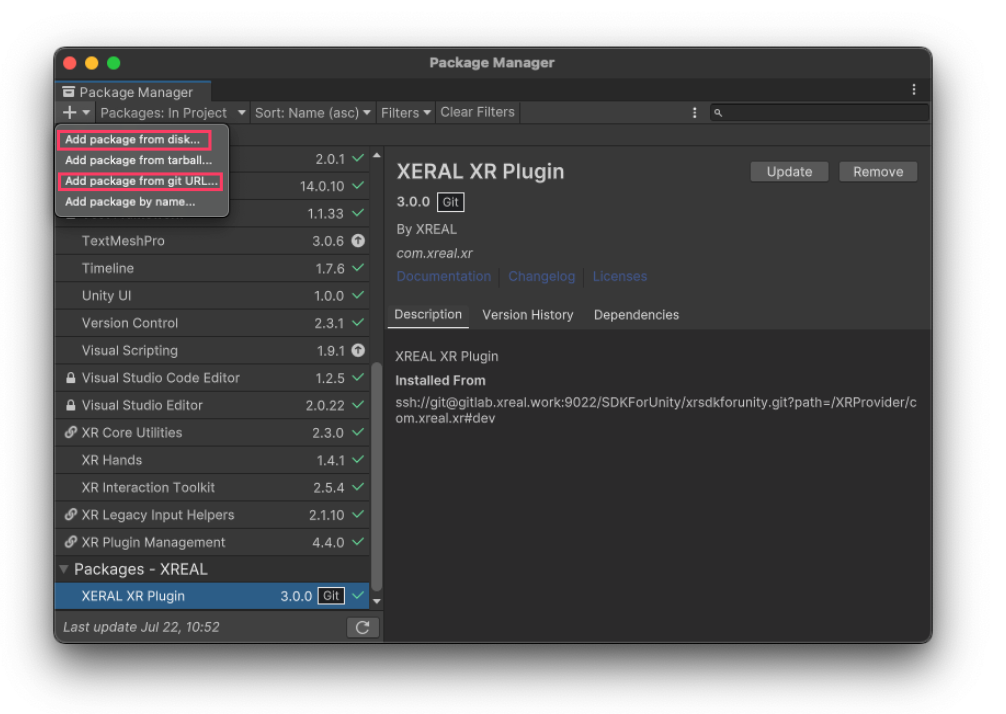 Package Manager
Package Manager
Packages: In Project
Sort: Name (asc)
Filters
Clear Filters
Add package from disk...
Add package from tarball...
Add package from git URL...
Add package by name...
2.0.1
14.0.10
1.1.33
TextMeshPro 3.0.6
Timeline 1.7.6
Unity UI 1.0.0
Version Control 2.3.1
Visual Scripting 1.9.1
Visual Studio Code Editor 1.2.5
Visual Studio Editor 2.0.22
XR Core Utilities 2.3.0
XR Hands 1.4.1
XR Interaction Toolkit 2.5.4
XR Legacy Input Helpers 2.1.10
XR Plugin Management 4.4.0
Packages - XREAL
XERAL XR Plugin 3.0.0 Git
Last update Jul 22, 10:52
XERAL XR Plugin
Update
Remove
3.0.0 Git
By XREAL
com.xreal.xr
Documentation
Changelog
Licenses
Description
Version History
Dependencies
XREAL XR Plugin
Installed From
ssh://git@gitlab.xreal.work:9022/SDKForUnity/xrsdkforunity.git?path=/XRProvider/c
om.xreal.xr#dev